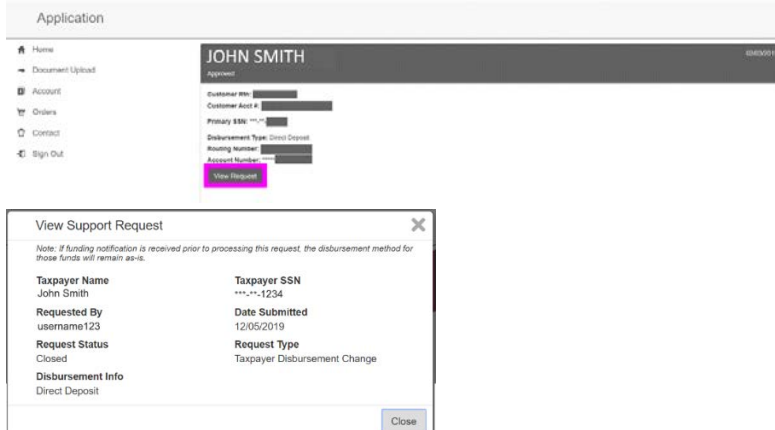 Application
Home
Document Upload
Account
Orders
Contact
Sign Out
JOHN SMITH
Approved
Customer Rtn:
Customer Acct #:
Primary SSN: ***-**-
Disbursement Type: Direct Deposit
Routing Number:
Account Number: *****
View Request
View Support Request
Note: If funding notification is received prior to processing this request, the disbursement method for
those funds will remain as-is.
Taxpayer Name Taxpayer SSN
John Smith ***-**-1234
Requested By Date Submitted
username123 12/05/2019
Request Status Request Type
Closed Taxpayer Disbursement Change
Disbursement Info
Direct Deposit
Close